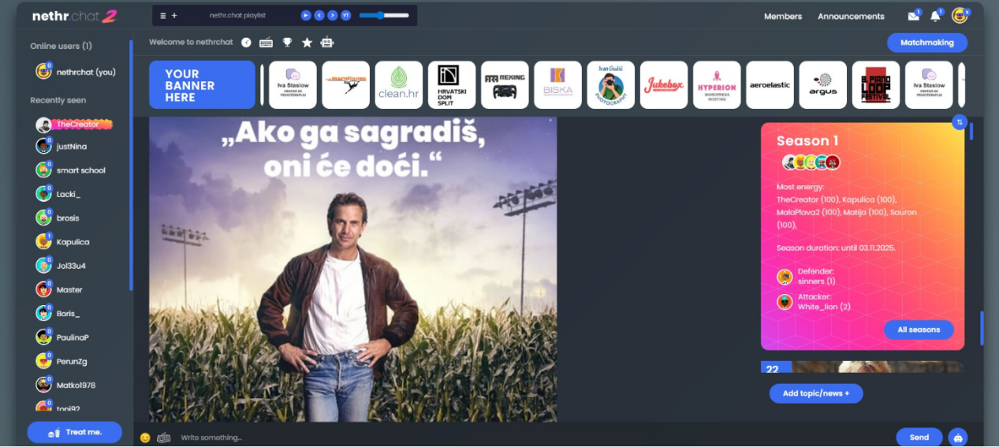 nethr.chat 2
nethr.chat playlist
YT
Members
Announcements
1
1
x
Online users (1)
0
nethrchat (you)
Recently seen
TheCreator
0
justNina
0
smart school
0
Lacki_
0
brosis
1
Kapulica
0
Jol33u4
0
Master
0
Boris_
0
PaulinaP
0
PerunZg
0
Matko1978
0
toni92
Treat me.
Welcome to nethrchat
Matchmaking
YOUR
BANNER
HERE
Iva Stasiow
CENTAR ZA
PSIHOTERAPIJU
clean.hr
HRVATSKI
DOM
SPLIT
REKING
BISKA
Ivan Gudić
PHOTOGRAPHY
Jukebox
HYPERION
WORDPRESS
HOSTING
aeroelastic
argus
B. PIANO
LOOP
FESTIVAL
Iva Stasiow
CENTAR ZA
PSIHOTERAPIJU
„Ako ga sagradiš,
oni će doći.“
Season 1
Most energy:
TheCreator (100), Kapulica (100),
MalaPlava2 (100), Matija (100), Sauron
(100),
Season duration: until 03.11.2025.
Defender:
sinners (1)
Attacker:
White_lion (2)
All seasons
22
Add topic/news +
Write something...
Send